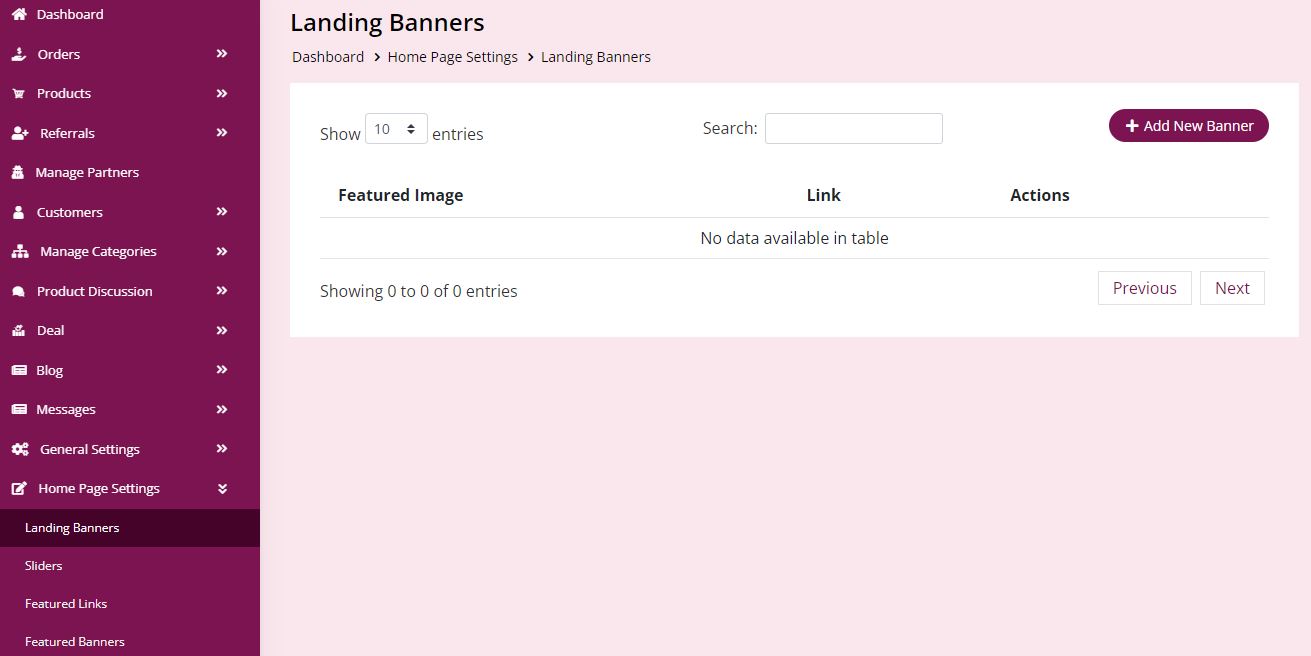 Dashboard
Orders
Products
Referrals
Manage Partners
Customers
Manage Categories
Product Discussion
Deal
Blog
Messages
General Settings
Home Page Settings
Landing Banners
Sliders
Featured Links
Featured Banners
Landing Banners
Dashboard > Home Page Settings > Landing Banners
Show 10 entries
Search:
Add New Banner
Featured Image Link Actions
No data available in table
Showing 0 to 0 of 0 entries
Previous Next